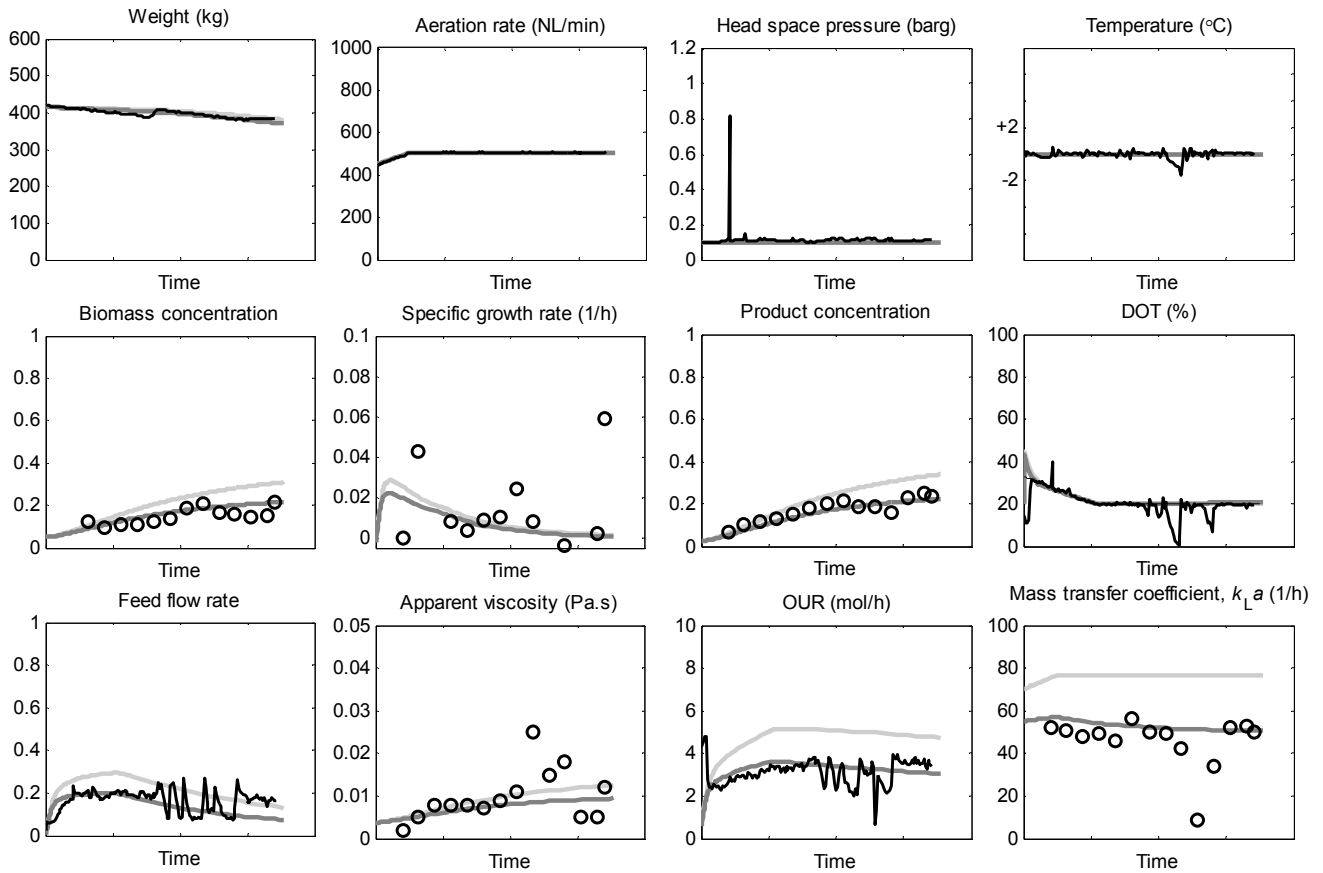 Weight (kg)
600
500
400
300
200
100
0
Time
Aeration rate (NL/min)
1000
800
600
400
200
0
Time
Head space pressure (barg)
1.2
1
0.8
0.6
0.4
0.2
0
Time
Temperature (°C)
+2
-2
Time
Biomass concentration
1
0.8
0.6
0.4
0.2
0
Time
Specific growth rate (1/h)
0.1
0.08
0.06
0.04
0.02
0
Time
Product concentration
1
0.8
0.6
0.4
0.2
0
Time
DOT (%)
100
80
60
40
20
0
Time
Feed flow rate
1
0.8
0.6
0.4
0.2
0
Time
Apparent viscosity (Pa.s)
0.05
0.04
0.03
0.02
0.01
0
Time
OUR (mol/h)
10
8
6
4
2
0
Time
Mass transfer coefficient, kLa (1/h)
100
80
60
40
20
0
Time